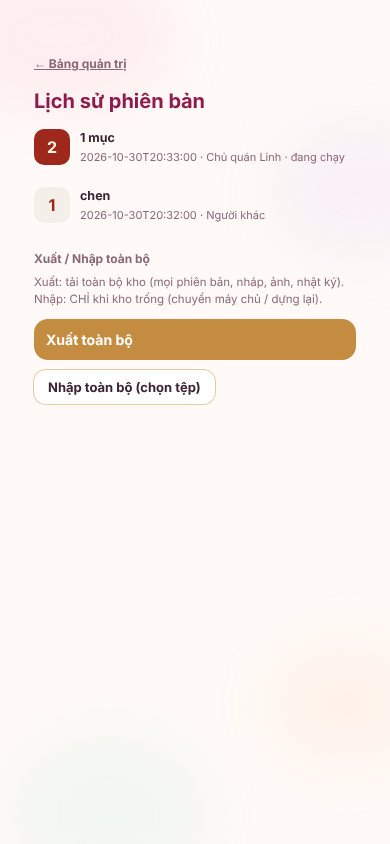 ← Bảng quản trị
Lịch sử phiên bản
2
1 mục
2026-10-30T20:33:00 · Chủ quán Linh · đang chạy
1
chen
2026-10-30T20:32:00 · Người khác
Xuất / Nhập toàn bộ
Xuất: tải toàn bộ kho (mọi phiên bản, nháp, ảnh, nhật ký).
Nhập: CHỈ khi kho trống (chuyển máy chủ / dựng lại).
Xuất toàn bộ
Nhập toàn bộ (chọn tệp)